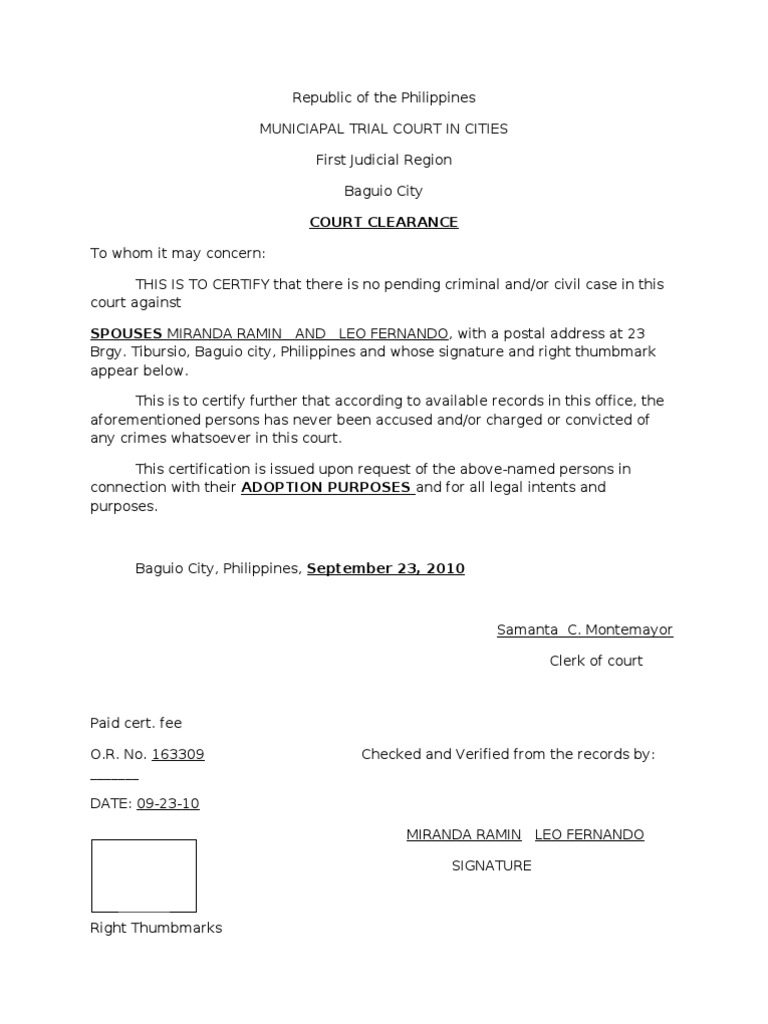 Republic of the Philippines
MUNICIAPAL TRIAL COURT IN CITIES
First Judicial Region
Baguio City
COURT CLEARANCE
To whom it may concern:
THIS IS TO CERTIFY that there is no pending criminal and/or civil case in this
court against
SPOUSES MIRANDA RAMIN   AND   LEO FERNANDO, with a postal address at 23
Brgy. Tibursio, Baguio city, Philippines and whose signature and right thumbmark
appear below.
This is to certify further that according to available records in this office, the
aforementioned persons has never been accused and/or charged or convicted of
any crimes whatsoever in this court.
This certification is issued upon request of the above-named persons in
connection with their ADOPTION PURPOSES and for all legal intents and
purposes.
Baguio City, Philippines, September 23, 2010
Samanta  C. Montemayor
Clerk of court
Paid cert. fee
O.R. No. 163309 Checked and Verified from the records by:
_______
DATE: 09-23-10
MIRANDA RAMIN   LEO FERNANDO
SIGNATURE
Right Thumbmarks